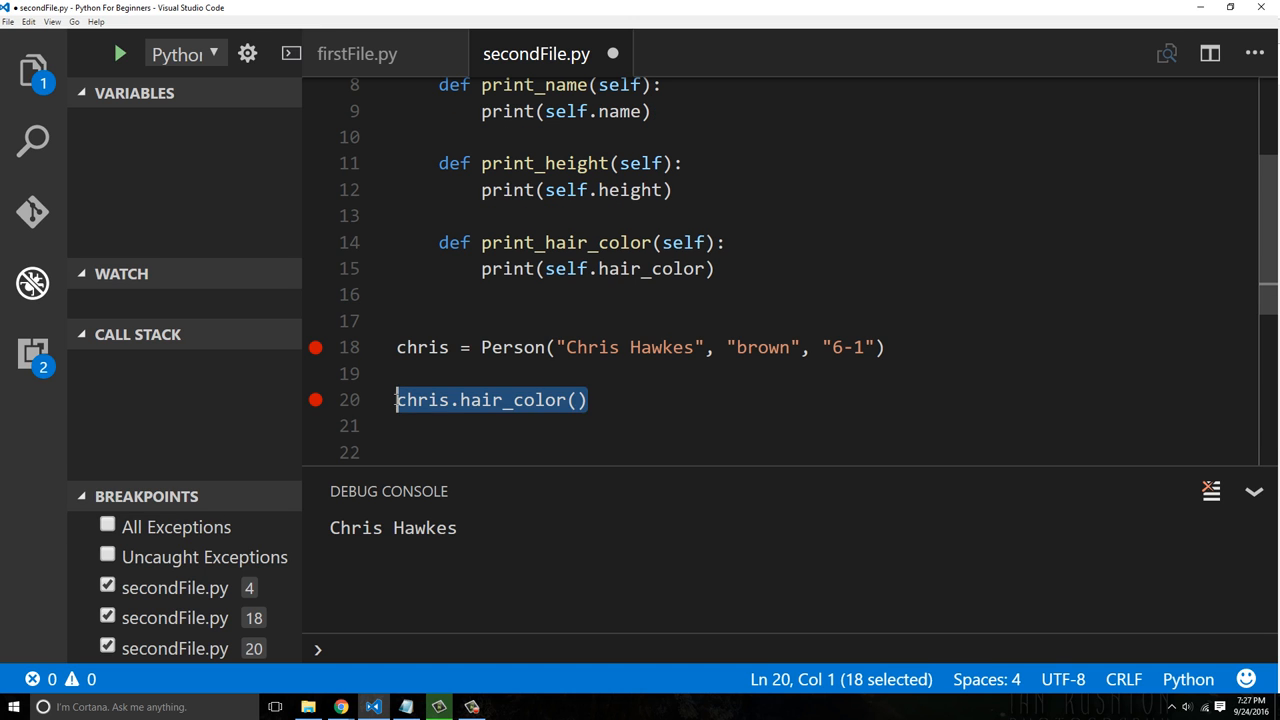 ● secondFile.py - Python For Beginners - Visual Studio Code
File Edit View Go Help
1
Python
firstFile.py
secondFile.py
VARIABLES
WATCH
CALL STACK
2
BREAKPOINTS
All Exceptions
Uncaught Exceptions
secondFile.py 4
secondFile.py 18
secondFile.py 20
8 def print_name(self):
9 print(self.name)
10
11 def print_height(self):
12 print(self.height)
13
14 def print_hair_color(self):
15 print(self.hair_color)
16
17
18 chris = Person("Chris Hawkes", "brown", "6-1")
19
20 chris.hair_color()
21
22
DEBUG CONSOLE
Chris Hawkes
0 0
Ln 20, Col 1 (18 selected) Spaces: 4 UTF-8 CRLF Python
I'm Cortana. Ask me anything.
7:27 PM
9/24/2016